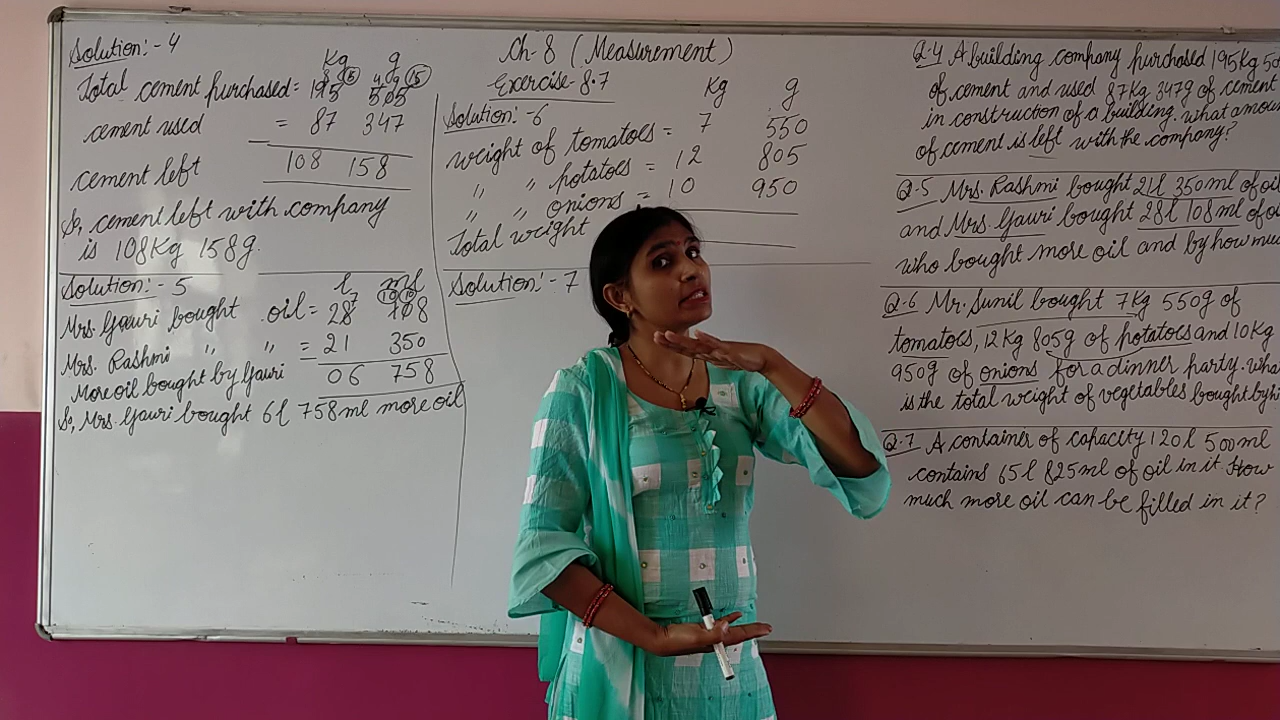 Solution:- 4
Kg g
8 15 4 9 15
Total cement purchased = 195 505
cement used = 87 347
cement left 108 158
So, cement left with company
is 108Kg 158g.
Solution:- 5
l ml
7 10 10
Mrs. Gauri bought oil = 28 108
Mrs. Rashmi " " = 21 350
More oil bought by Gauri 06 758
So, Mrs. Gauri bought 6l 758ml more oil
Ch-8 (Measurement)
Exercise-8.7
Solution:-6
Kg g
weight of tomatoes = 7 550
" " potatoes = 12 805
" " onions = 10 950
Total weight
Solution:- 7
Q.4 A building company purchased 195Kg
of cement and used 87Kg 347g of cement
in construction of a building. what
of cement is left with the company?
Q.5 Mrs. Rashmi bought 21l 350ml of
and Mrs. Gauri bought 28l 108ml of
who bought more oil and by how
Q.6 Mr. Sunil bought 7Kg 550g of
tomatoes, 12Kg 805g of potatoes and 10Kg
950g of onions for a dinner party.
is the total weight of vegetables bought by
Q.7 A container of capacity 120l 500ml
contains 65l 825ml of oil in it. How
much more oil can be filled in it?